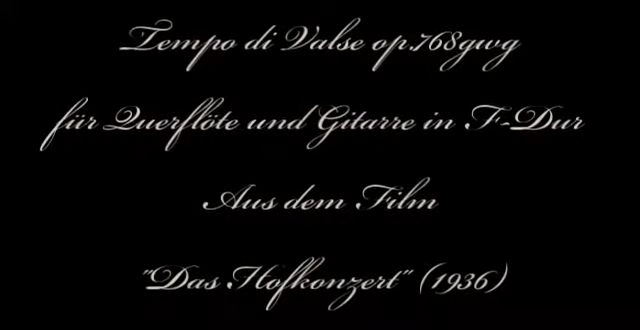 Tempo di Valse op.768gwg
für Querflöte und Gitarre in F-Dur
Aus dem Film
"Das Hofkonzert" (1936)